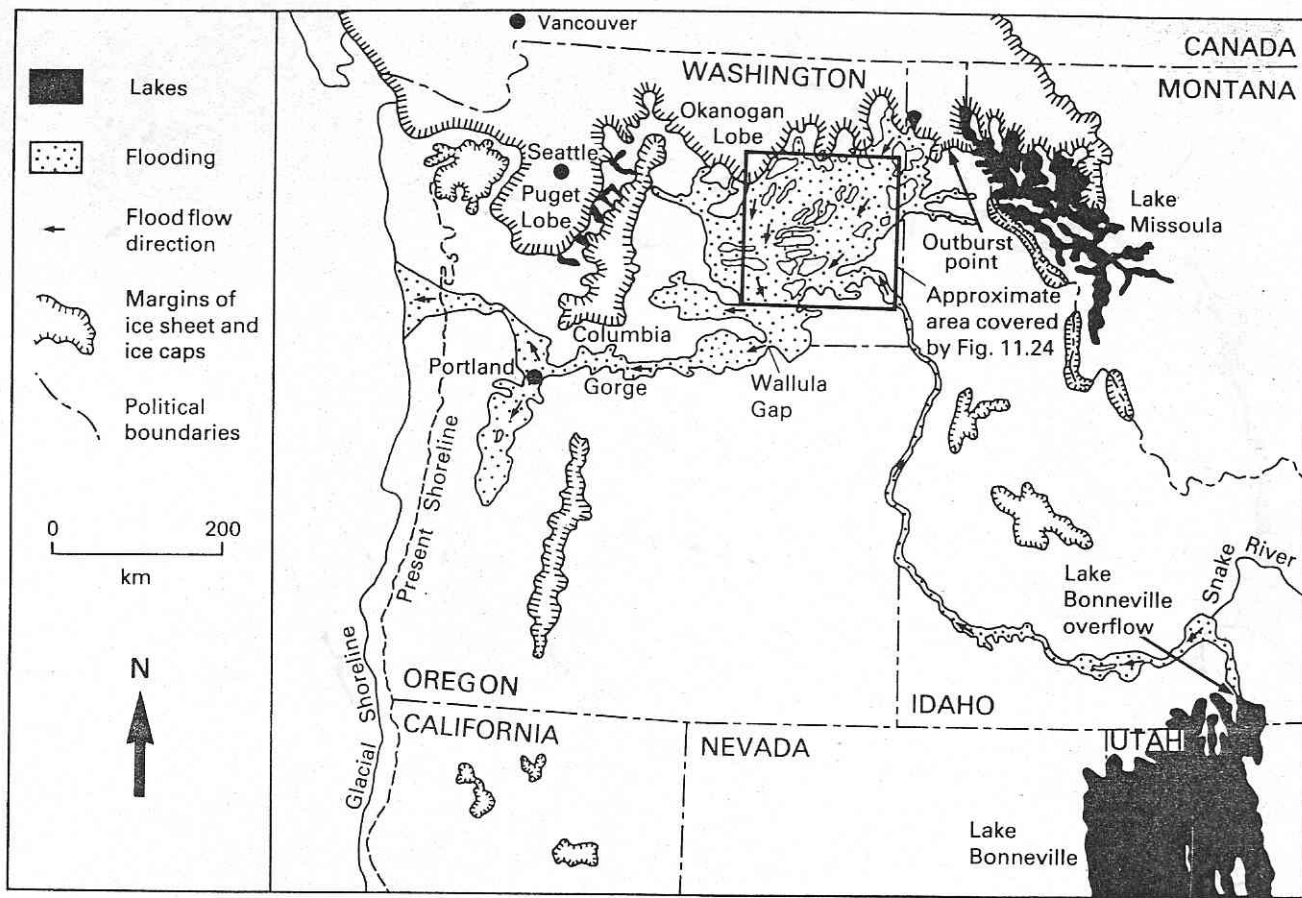 Lakes
Flooding
Flood flow
direction
Margins of
ice sheet and
ice caps
Political
boundaries
0 200
km
N
Vancouver
CANADA
WASHINGTON
MONTANA
Okanogan
Lobe
Seattle
Puget
Lobe
Lake
Missoula
Outburst
point
Approximate
area covered
by Fig. 11.24
Columbia
Gorge
Portland
Wallula
Gap
Present Shoreline
Glacial Shoreline
Snake River
Lake
Bonneville
overflow
OREGON
IDAHO
CALIFORNIA
NEVADA
UTAH
Lake
Bonneville